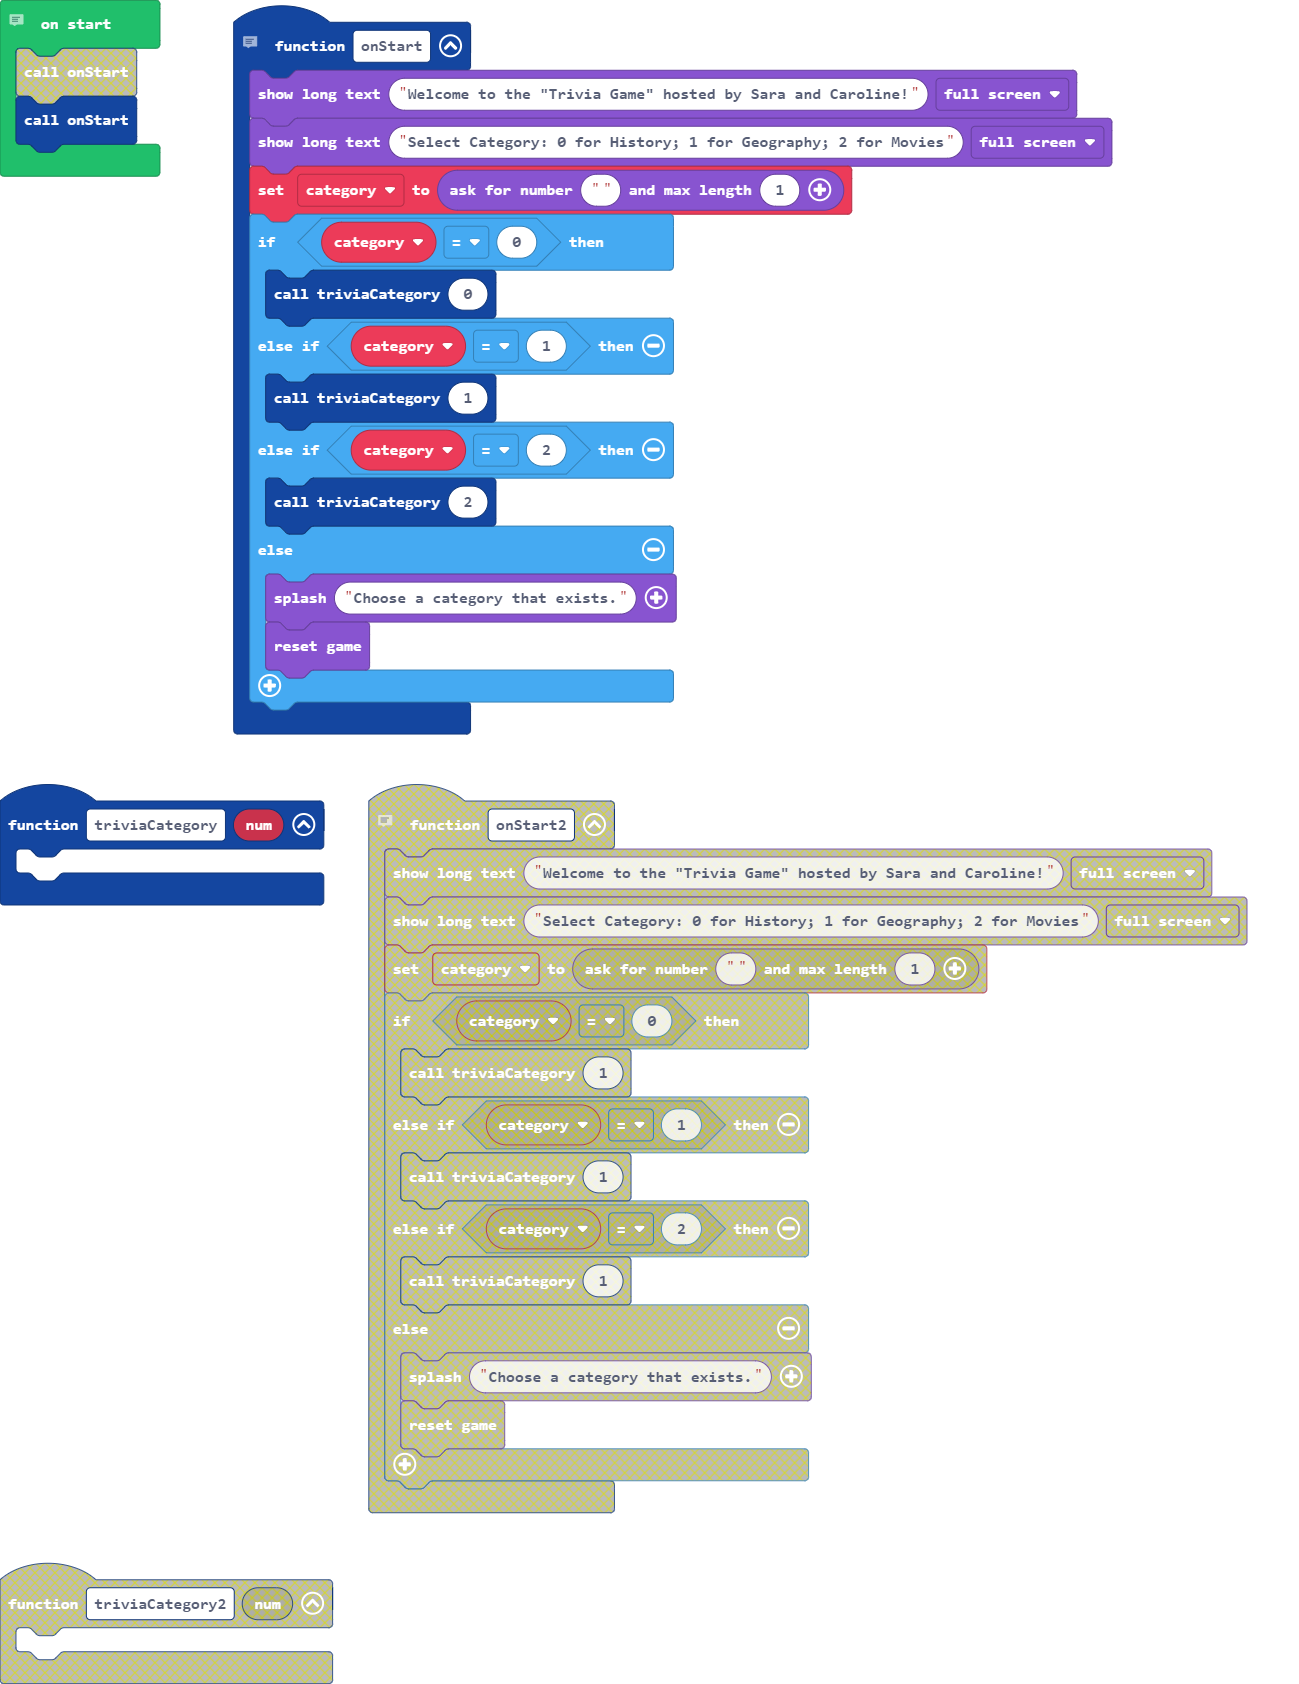 on start
call onStart
call onStart
function onStart
show long text "Welcome to the "Trivia Game" hosted by Sara and Caroline!" full screen
show long text "Select Category: 0 for History; 1 for Geography; 2 for Movies" full screen
set category to ask for number " " and max length 1
if category = 0 then
call triviaCategory 0
else if category = 1 then
call triviaCategory 1
else if category = 2 then
call triviaCategory 2
else
splash "Choose a category that exists."
reset game
function triviaCategory num
function onStart2
show long text "Welcome to the "Trivia Game" hosted by Sara and Caroline!" full screen
show long text "Select Category: 0 for History; 1 for Geography; 2 for Movies" full screen
set category to ask for number " " and max length 1
if category = 0 then
call triviaCategory 1
else if category = 1 then
call triviaCategory 1
else if category = 2 then
call triviaCategory 1
else
splash "Choose a category that exists."
reset game
function triviaCategory2 num